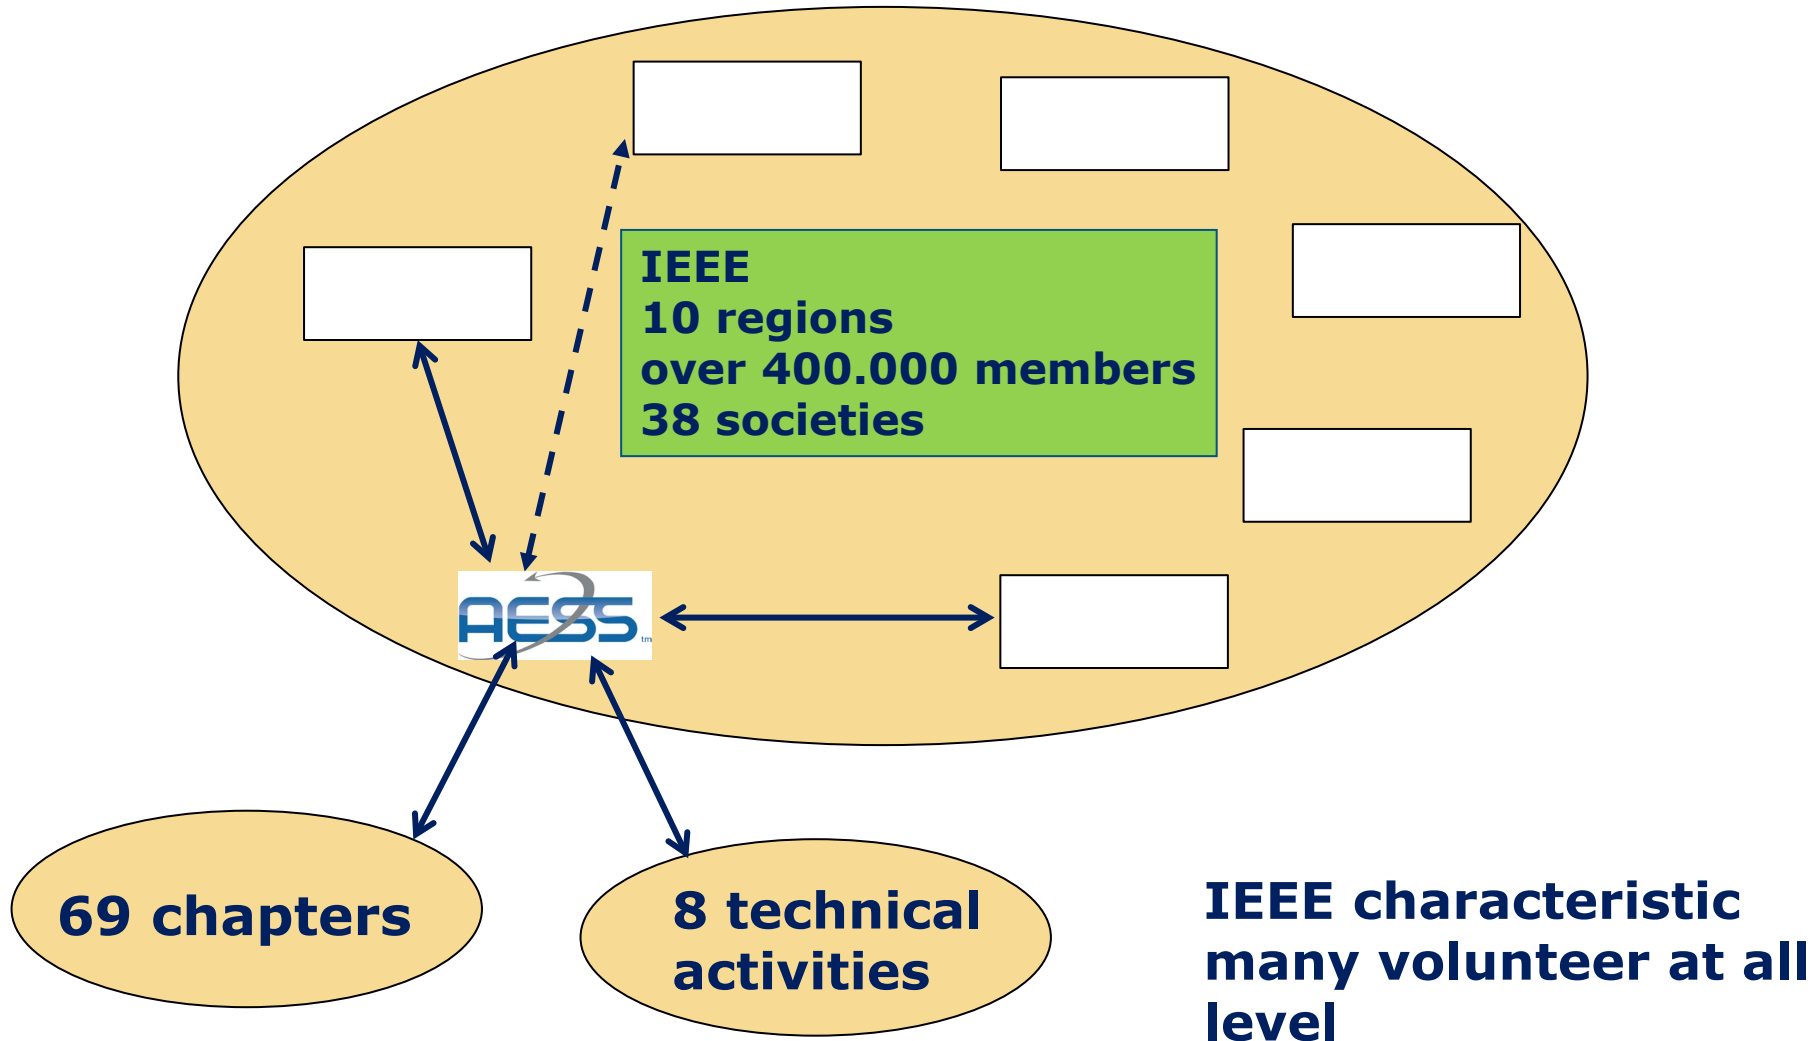 IEEE
10 regions
over 400.000 members
38 societies
AESS tm
69 chapters
8 technical
activities
IEEE characteristic
many volunteer at all
level